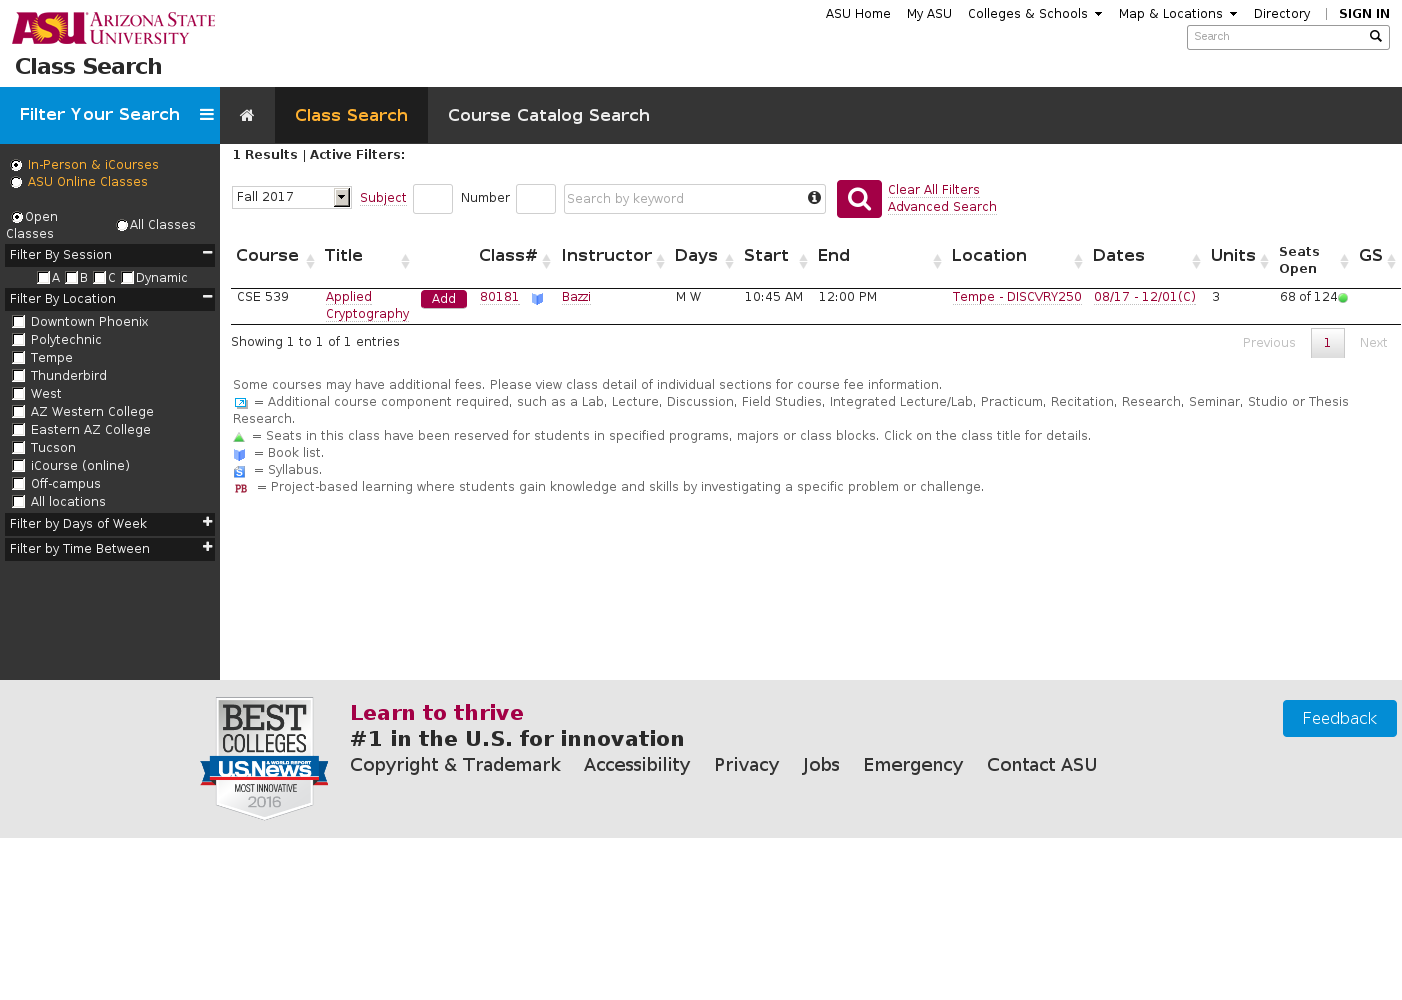 ASU ARIZONA STATE UNIVERSITY
ASU Home My ASU Colleges & Schools Map & Locations Directory | SIGN IN
Search
Class Search
Filter Your Search
Class Search
Course Catalog Search
In-Person & iCourses
ASU Online Classes
Open Classes
All Classes
Filter By Session
A B C Dynamic
Filter By Location
Downtown Phoenix
Polytechnic
Tempe
Thunderbird
West
AZ Western College
Eastern AZ College
Tucson
iCourse (online)
Off-campus
All locations
Filter by Days of Week
Filter by Time Between
1 Results | Active Filters:
Fall 2017 Subject Number Search by keyword
Clear All Filters
Advanced Search
Course Title Class# Instructor Days Start End Location Dates Units Seats Open GS
CSE 539 Applied Cryptography Add 80181 Bazzi M W 10:45 AM 12:00 PM Tempe - DISCVRY250 08/17 - 12/01(C) 3 68 of 124
Showing 1 to 1 of 1 entries
Previous 1 Next
Some courses may have additional fees. Please view class detail of individual sections for course fee information.
= Additional course component required, such as a Lab, Lecture, Discussion, Field Studies, Integrated Lecture/Lab, Practicum, Recitation, Research, Seminar, Studio or Thesis
Research.
= Seats in this class have been reserved for students in specified programs, majors or class blocks. Click on the class title for details.
= Book list.
S = Syllabus.
PB = Project-based learning where students gain knowledge and skills by investigating a specific problem or challenge.
BEST
COLLEGES
U.S.News
& WORLD REPORT
MOST INNOVATIVE
2016
Learn to thrive
#1 in the U.S. for innovation
Copyright & Trademark Accessibility Privacy Jobs Emergency Contact ASU
Feedback